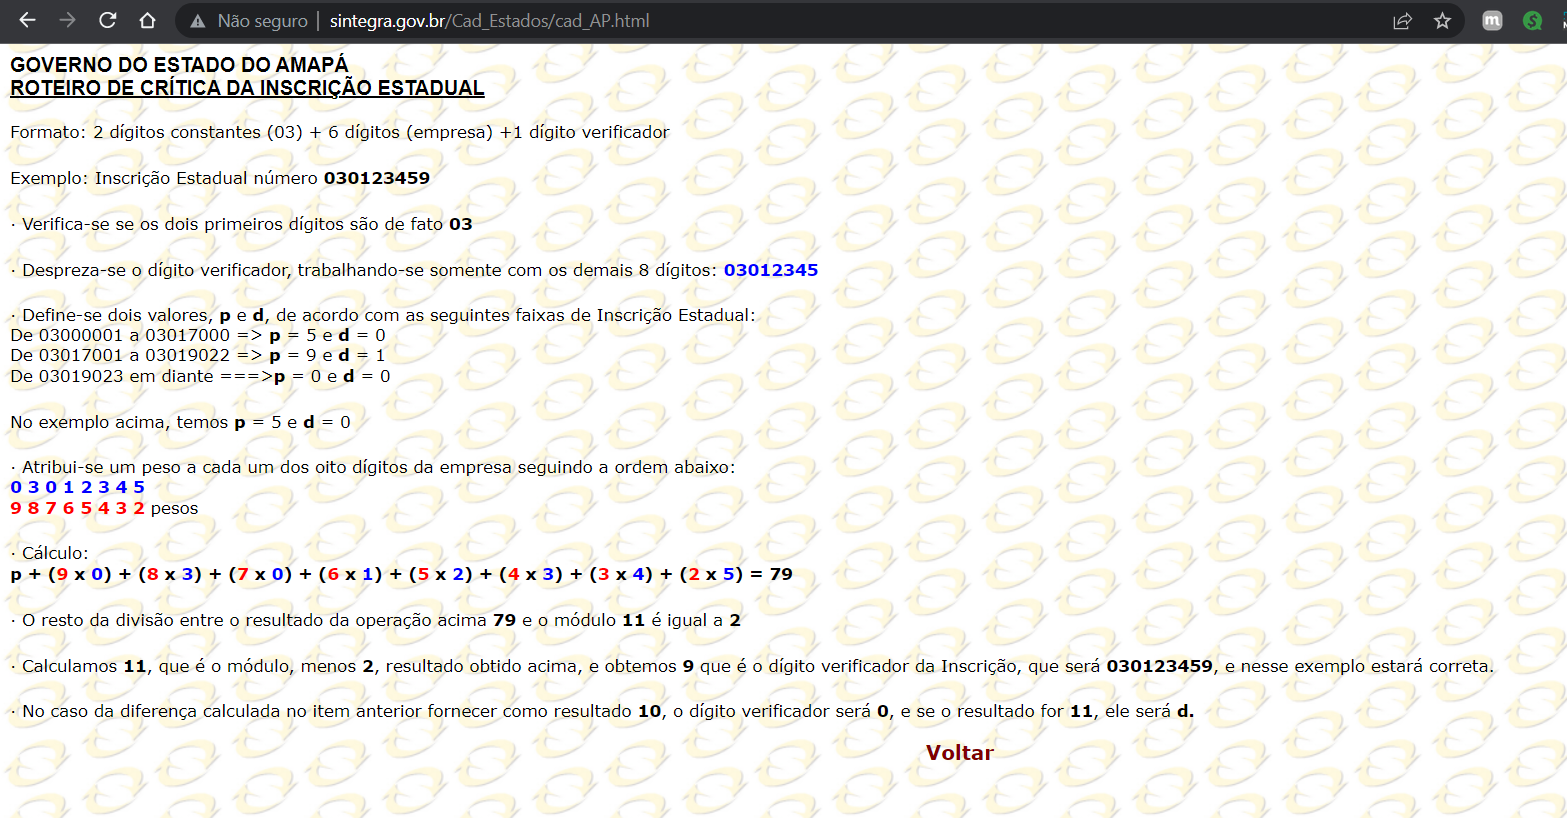 Não seguro | sintegra.gov.br/Cad_Estados/cad_AP.html
GOVERNO DO ESTADO DO AMAPÁ
ROTEIRO DE CRÍTICA DA INSCRIÇÃO ESTADUAL
Formato: 2 dígitos constantes (03) + 6 dígitos (empresa) +1 dígito verificador
Exemplo: Inscrição Estadual número 030123459
· Verifica-se se os dois primeiros dígitos são de fato 03
· Despreza-se o dígito verificador, trabalhando-se somente com os demais 8 dígitos: 03012345
· Define-se dois valores, p e d, de acordo com as seguintes faixas de Inscrição Estadual:
De 03000001 a 03017000 => p = 5 e d = 0
De 03017001 a 03019022 => p = 9 e d = 1
De 03019023 em diante ===>p = 0 e d = 0
No exemplo acima, temos p = 5 e d = 0
· Atribui-se um peso a cada um dos oito dígitos da empresa seguindo a ordem abaixo:
0 3 0 1 2 3 4 5
9 8 7 6 5 4 3 2 pesos
· Cálculo:
p + (9 x 0) + (8 x 3) + (7 x 0) + (6 x 1) + (5 x 2) + (4 x 3) + (3 x 4) + (2 x 5) = 79
· O resto da divisão entre o resultado da operação acima 79 e o módulo 11 é igual a 2
· Calculamos 11, que é o módulo, menos 2, resultado obtido acima, e obtemos 9 que é o dígito verificador da Inscrição, que será 030123459, e nesse exemplo estará correta.
· No caso da diferença calculada no item anterior fornecer como resultado 10, o dígito verificador será 0, e se o resultado for 11, ele será d.
Voltar